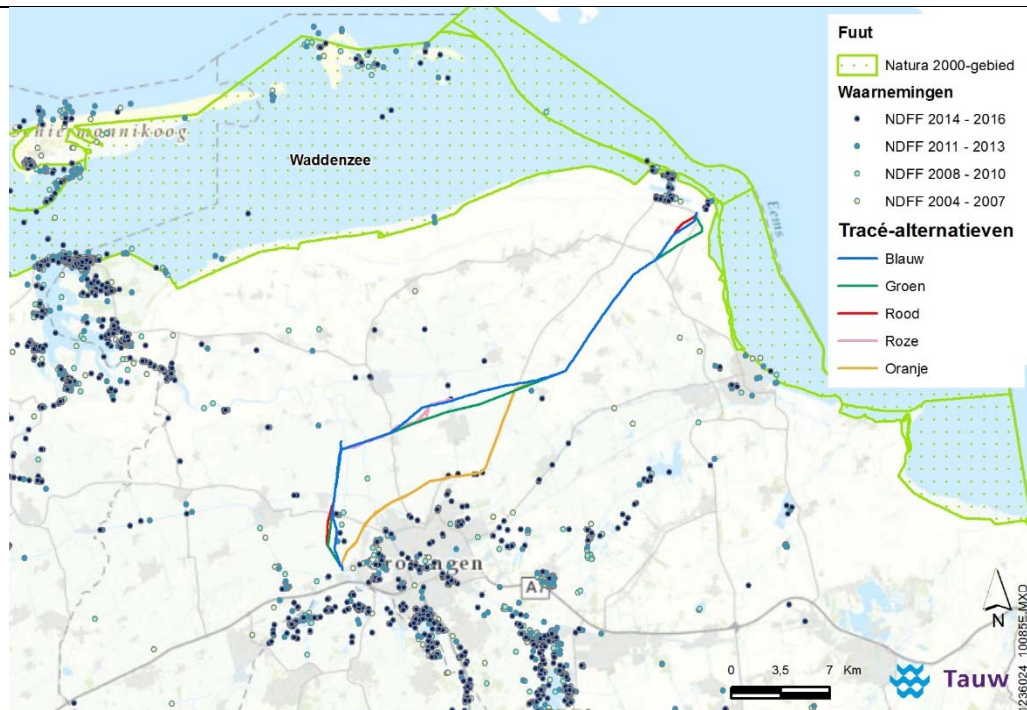 Fuut
Natura 2000-gebied
Waarnemingen
NDFF 2014 - 2016
NDFF 2011 - 2013
NDFF 2008 - 2010
NDFF 2004 - 2007
Tracé-alternatieven
Blauw
Groen
Rood
Roze
Oranje
Schiermonnikoog
Waddenzee
Eems
Groningen
A7
N
0 3,5 7 Km
Tauw
1236024_100855.MXD